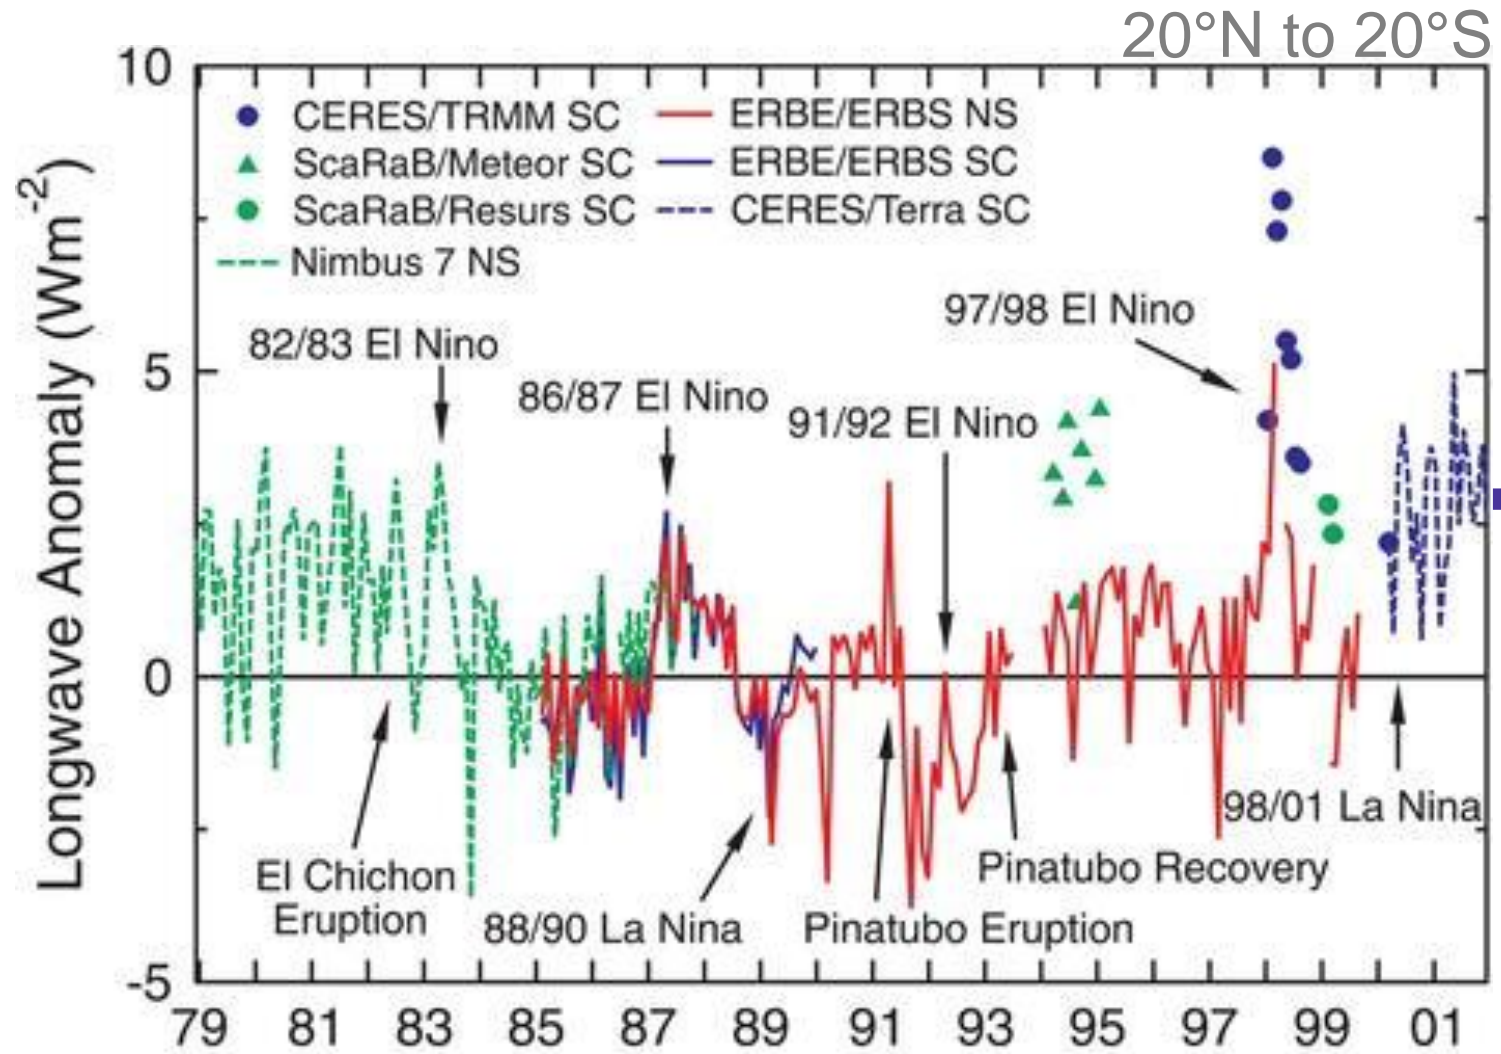 20°N to 20°S
10
CERES/TRMM SC
ERBE/ERBS NS
ScaRaB/Meteor SC
ERBE/ERBS SC
ScaRaB/Resurs SC
CERES/Terra SC
Nimbus 7 NS
97/98 El Nino
82/83 El Nino
5
86/87 El Nino
91/92 El Nino
Longwave Anomaly (Wm-2)
0
98/01 La Nina
El Chichon
Eruption
Pinatubo Recovery
88/90 La Nina
Pinatubo Eruption
-5
79 81 83 85 87 89 91 93 95 97 99 01